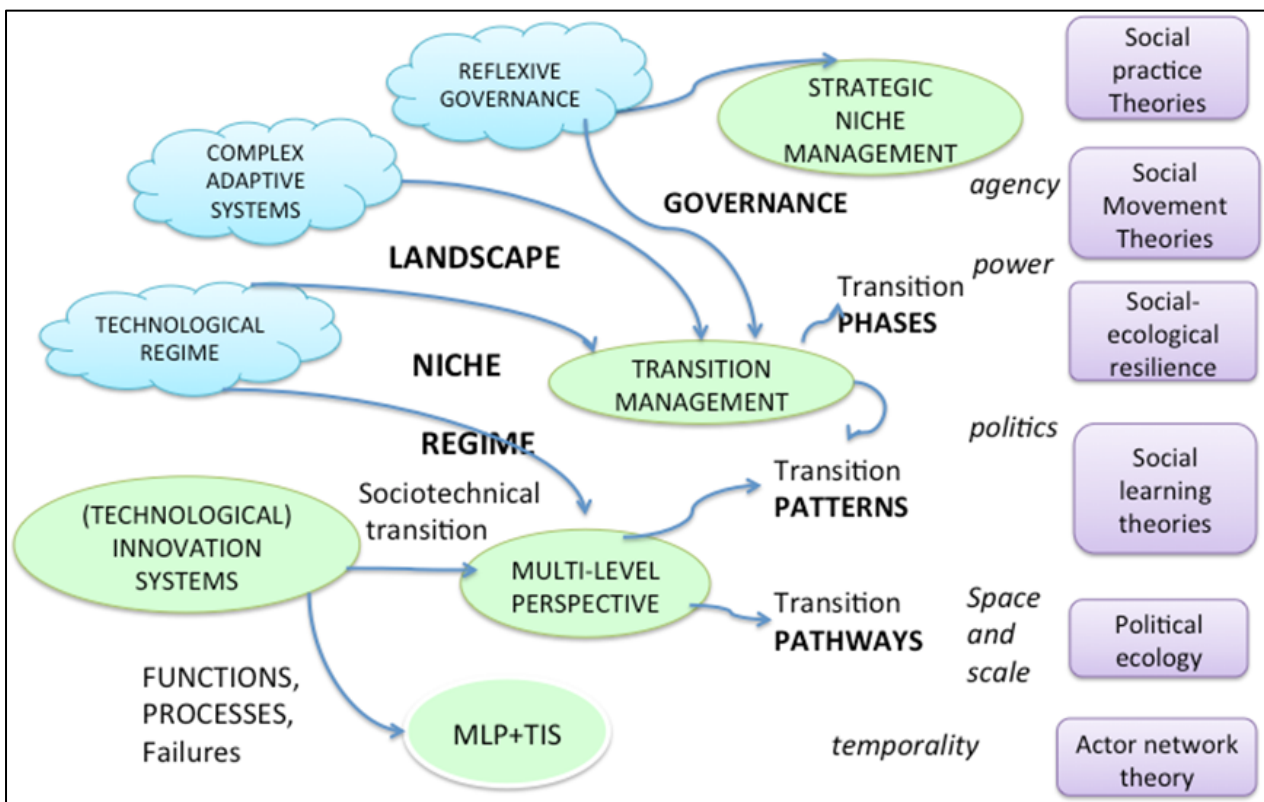 REFLEXIVE
GOVERNANCE
STRATEGIC
NICHE
MANAGEMENT
Social
practice
Theories
COMPLEX
ADAPTIVE
SYSTEMS
GOVERNANCE
agency
Social
Movement
Theories
LANDSCAPE
power
Transition
PHASES
Social-
ecological
resilience
TECHNOLOGICAL
REGIME
NICHE
TRANSITION
MANAGEMENT
REGIME
politics
Social
learning
theories
Transition
PATTERNS
(TECHNOLOGICAL)
INNOVATION
SYSTEMS
Sociotechnical
transition
MULTI-LEVEL
PERSPECTIVE
Transition
PATHWAYS
Space
and
scale
Political
ecology
FUNCTIONS,
PROCESSES,
Failures
MLP+TIS
temporality
Actor network
theory